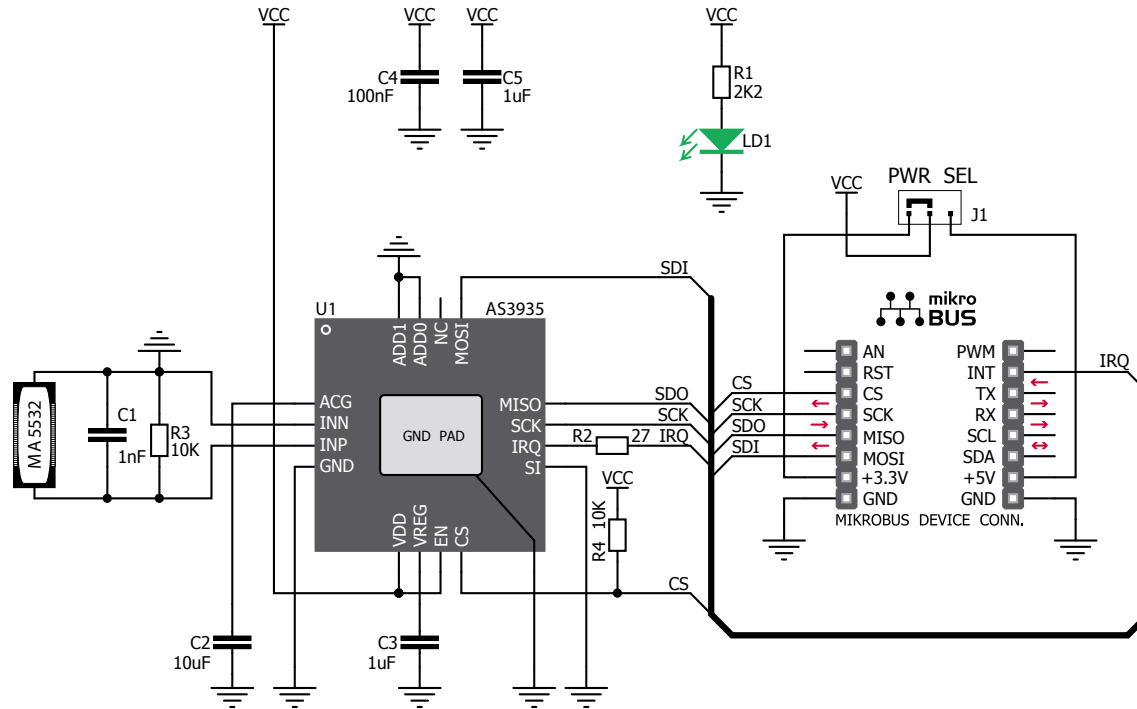 VCC
VCC
VCC
VCC
C4
100nF
C5
1uF
R1
2K2
LD1
PWR SEL
VCC
J1
SDI
U1
AS3935
ADD1
ADD0
NC
MOSI
mikro
BUS
AN
RST
CS
SCK
MISO
MOSI
+3.3V
GND
PWM
INT
TX
RX
SCL
SDA
+5V
GND
IRQ
CS
SCK
SDO
SDI
MIKROBUS DEVICE CONN.
MA5532
C1
1nF
R3
10K
ACG
INN
INP
GND
GND PAD
MISO
SCK
IRQ
SI
SDO
SCK
R2
27
IRQ
VCC
R4
10K
VDD
VREG
EN
CS
CS
C2
10uF
C3
1uF